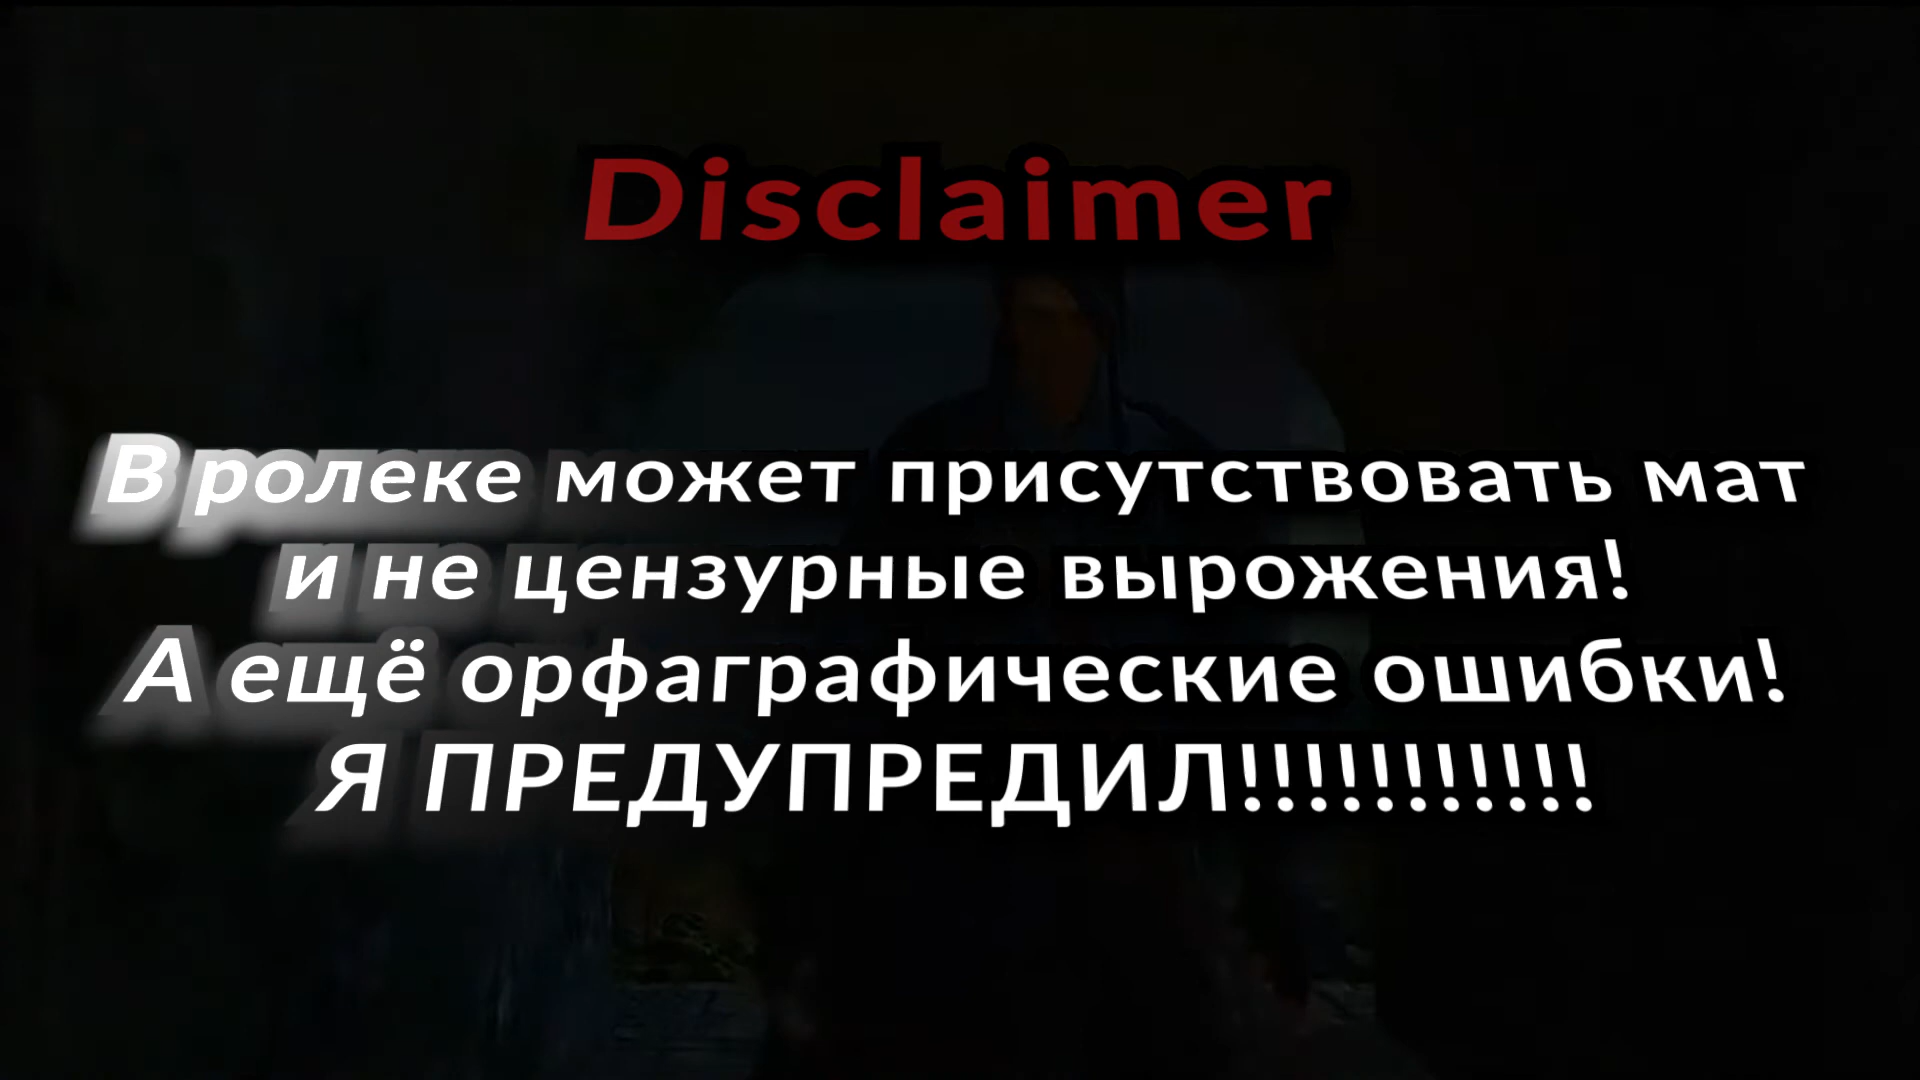 Disclaimer
В ролеке может присутствовать мат
и не цензурные вырожения!
А ещё орфаграфические ошибки!
Я ПРЕДУПРЕДИЛ!!!!!!!!!!!